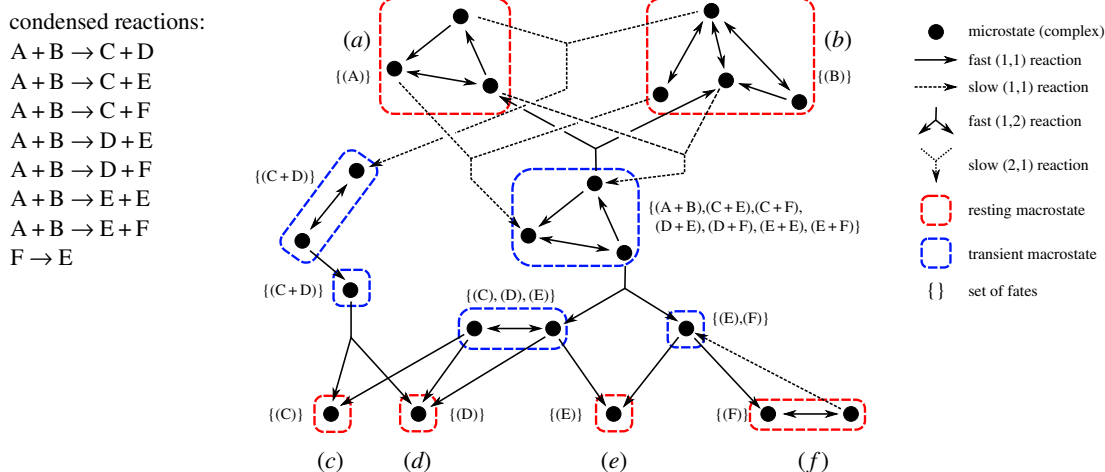 condensed reactions:
A + B → C + D
A + B → C + E
A + B → C + F
A + B → D + E
A + B → D + F
A + B → E + E
A + B → E + F
F → E
(a)
{(A)}
(b)
{(B)}
{(C + D)}
{(A + B),(C + E),(C + F),
(D + E), (D + F), (E + E), (E + F)}
{(C + D)}
{(C), (D), (E)}
{(E),(F)}
{(C)}
{(D)}
{(E)}
{(F)}
(c)
(d)
(e)
(f)
microstate (complex)
fast (1,1) reaction
slow (1,1) reaction
fast (1,2) reaction
slow (2,1) reaction
resting macrostate
transient macrostate
{ } set of fates